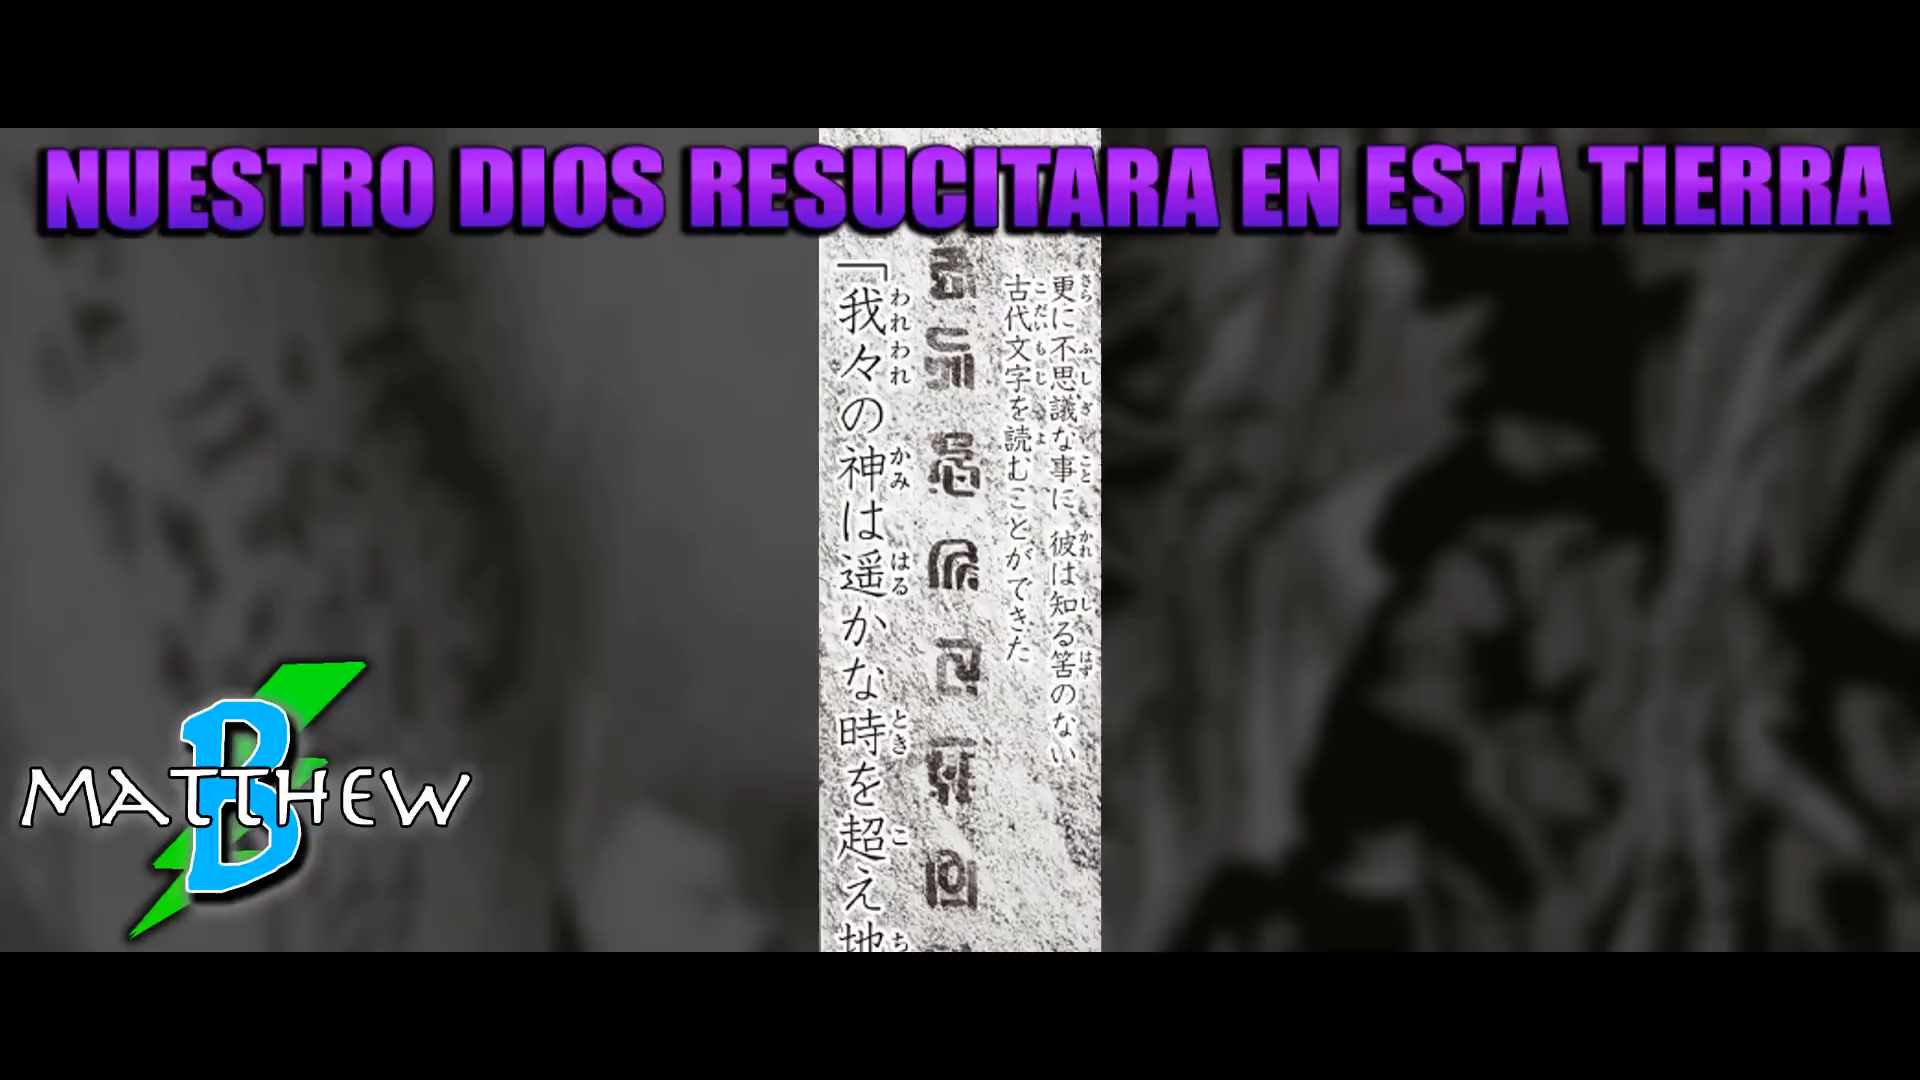 NUESTRO DIOS RESUCITARA EN ESTA TIERRA
更に不思議な事に 彼は知る筈のない
古代文字を読むことができた
「我々の神は遥かな時を超え地
MATTHEW
B